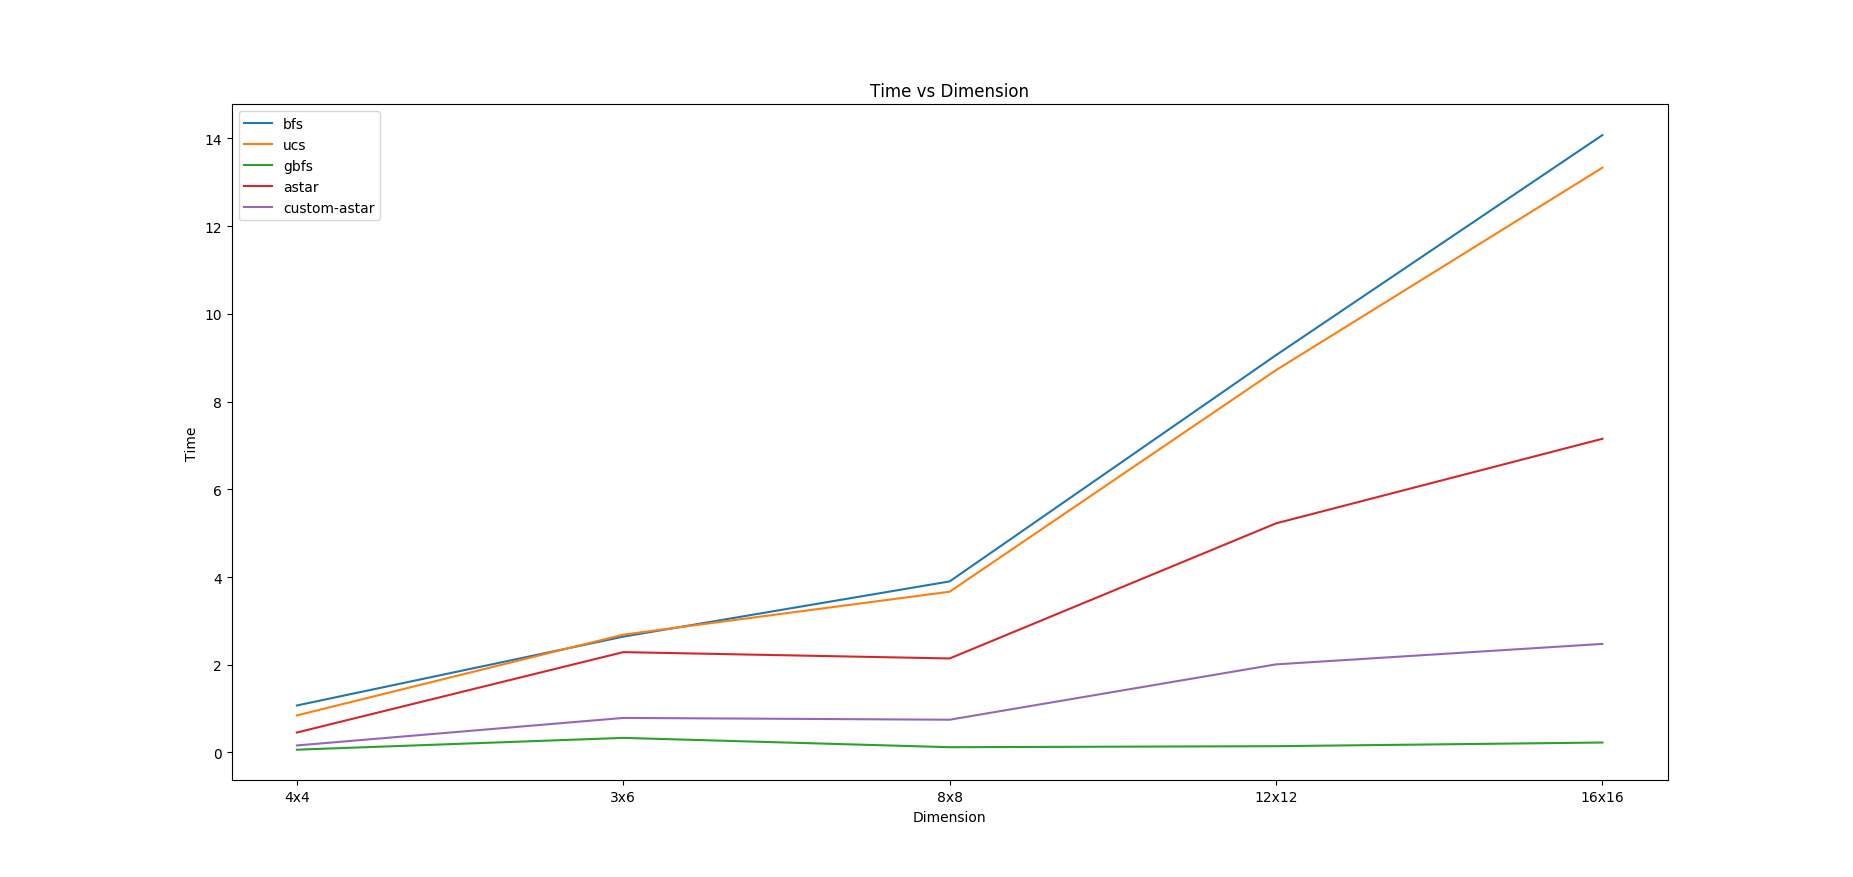 Time vs Dimension
bfs
ucs
gbfs
astar
custom-astar
14
12
10
8
6
4
2
0
Time
4x4 3x6 8x8 12x12 16x16
Dimension